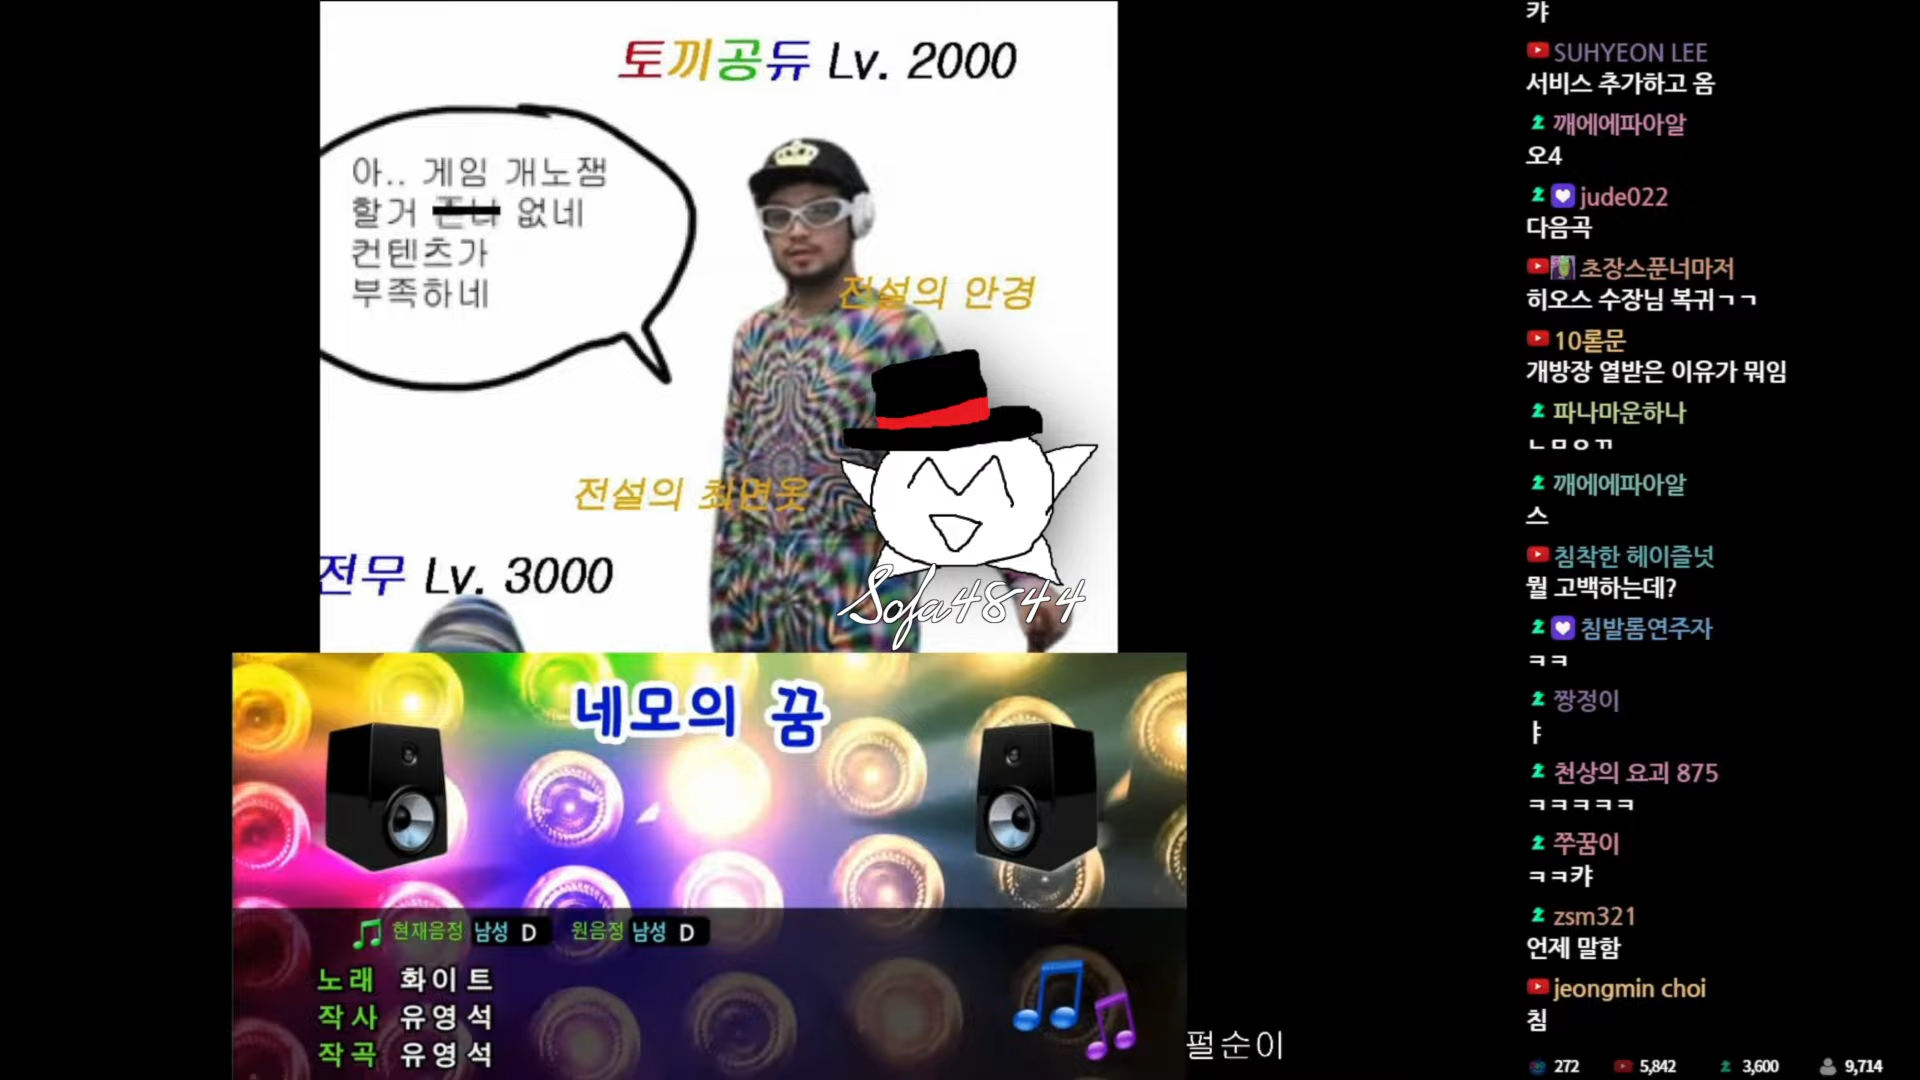 토끼공듀 Lv. 2000
아.. 게임 개노잼
할거 없네
컨텐츠가
부족하네
전설의 안경
전설의 최면옷
전무 Lv. 3000
Sofa4844
네모의 꿈
현재음정 남성 D 원음정 남성 D
노래 화이트
작사 유영석
작곡 유영석
펄순이
캬
SUHYEON LEE
서비스 추가하고 옴
깨에에파아알
오4
jude022
다음곡
초장스푼너마저
히오스 수장님 복귀ㄱㄱ
10롣문
개방장 열받은 이유가 뭐임
파나마운하나
ㄴㅁㅇㄲ
깨에에파아알
스
침착한 헤이즐넛
뭘 고백하는데?
침발롬연주자
ㅋㅋ
짱정이
ㅑ
천상의 요괴 875
ㅋㅋㅋㅋㅋ
쭈꿈이
ㅋㅋ캬
zsm321
언제 말함
jeongmin choi
침
272 5,842 3,600 9,714